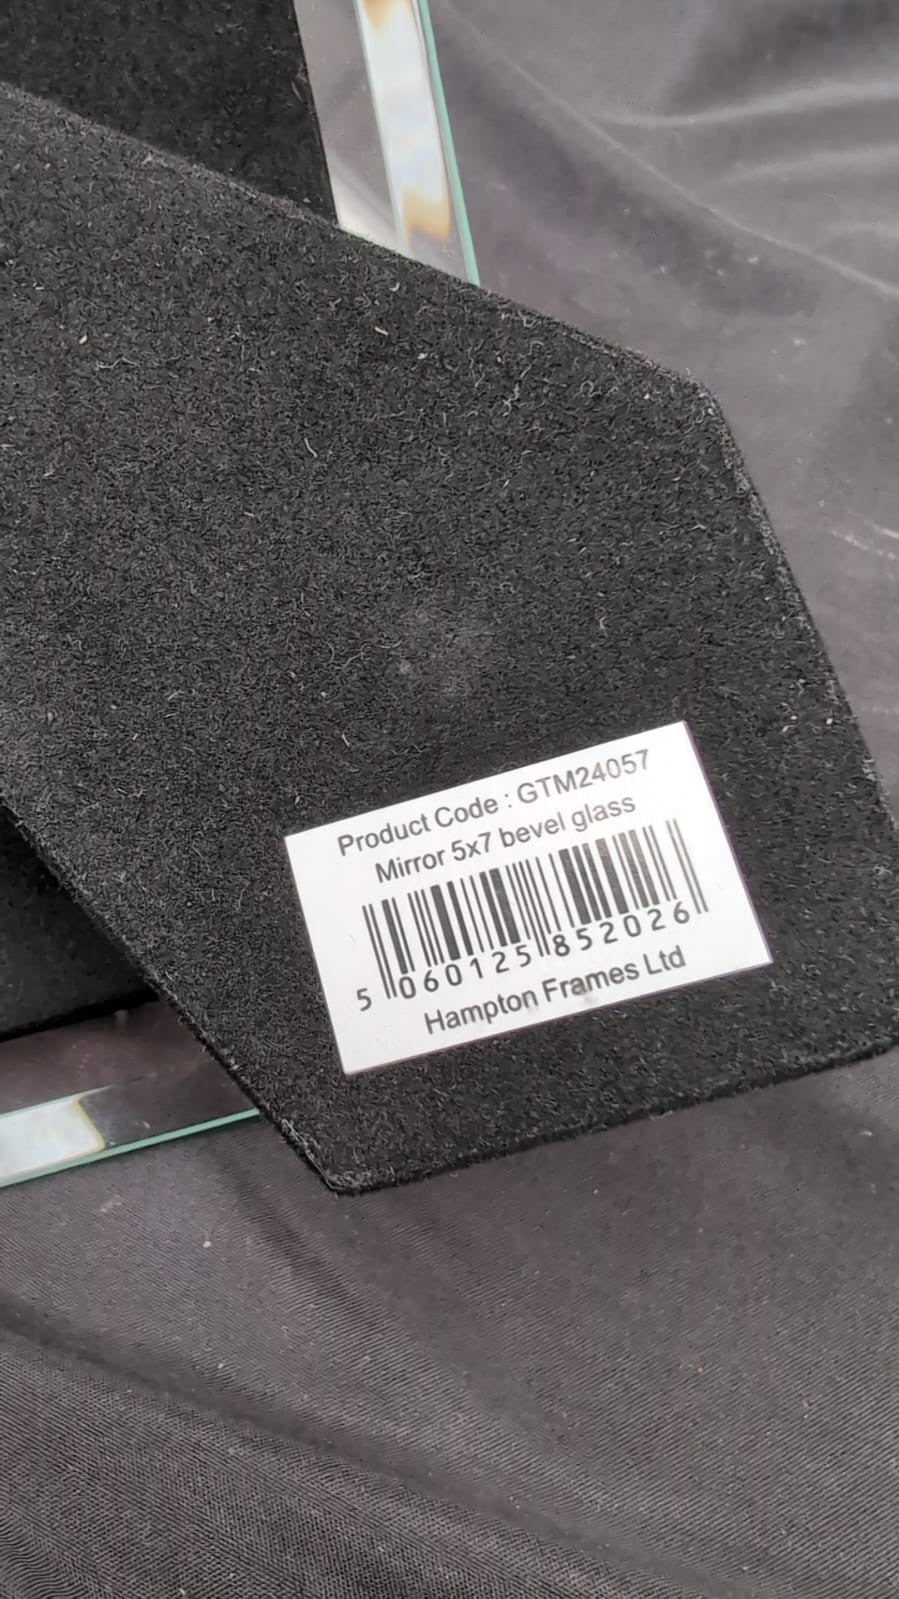 Product Code : GTM24057
Mirror 5x7 bevel glass
5 060125 852026
Hampton Frames Ltd